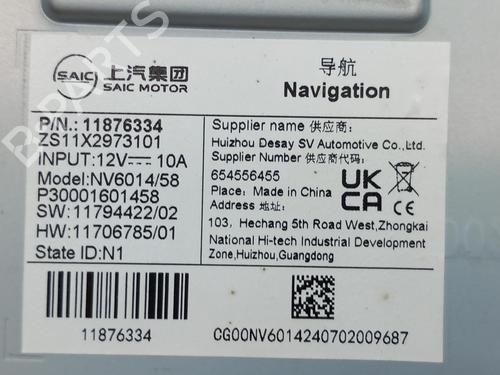 SAIC 上汽集团
SAIC MOTOR
导航
Navigation
P/N.: 11876334
ZS11X2973101
INPUT:12V⎓ 10A
Model:NV6014/58
P30001601458
SW:11794422/02
HW:11706785/01
State ID:N1
Supplier name 供应商:
Huizhou Desay SV Automotive Co.,Ltd.
Supplier Number 供应商代码:
654556455
Place: Made in China
Address 地址:
UK
CA
103, Hechang 5th Road West,Zhongkai
National Hi-tech Industrial Development
Zone,Huizhou,Guangdong
11876334
CG00NV6014240702009687